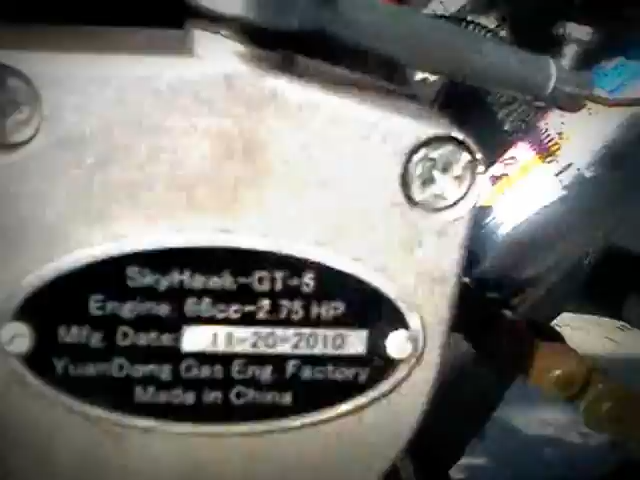 SkyHawk-GT-5
Engine: 66cc-2.75 HP
Mfg. Date: 11-20-2010
YuanDong Gas Eng. Factory
Made in China